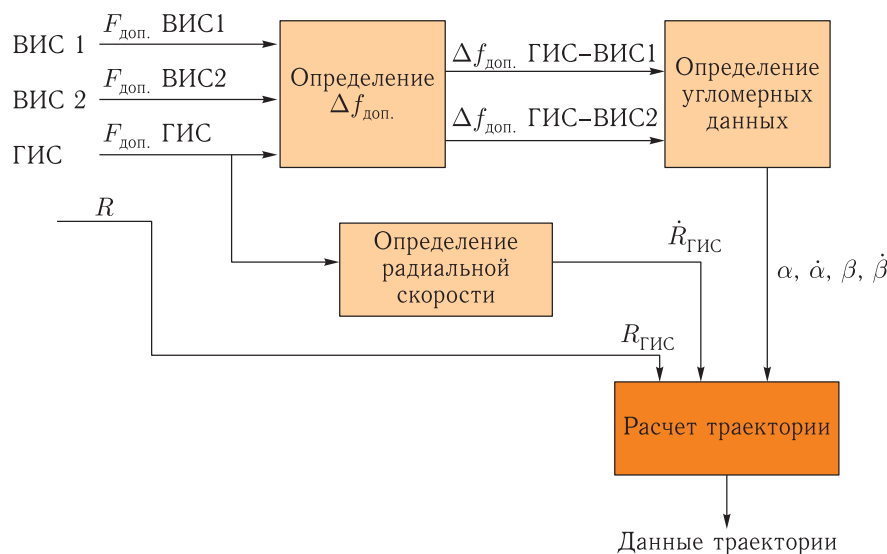 ВИС 1
F доп. ВИС1
ВИС 2
F доп. ВИС2
ГИС
F доп. ГИС
Определение
Δf доп.
Δf доп. ГИС–ВИС1
Δf доп. ГИС–ВИС2
Определение
угломерных
данных
R
Определение
радиальной
скорости
Ṙ ГИС
α, α̇, β, β̇
R ГИС
Расчет траектории
Данные траектории